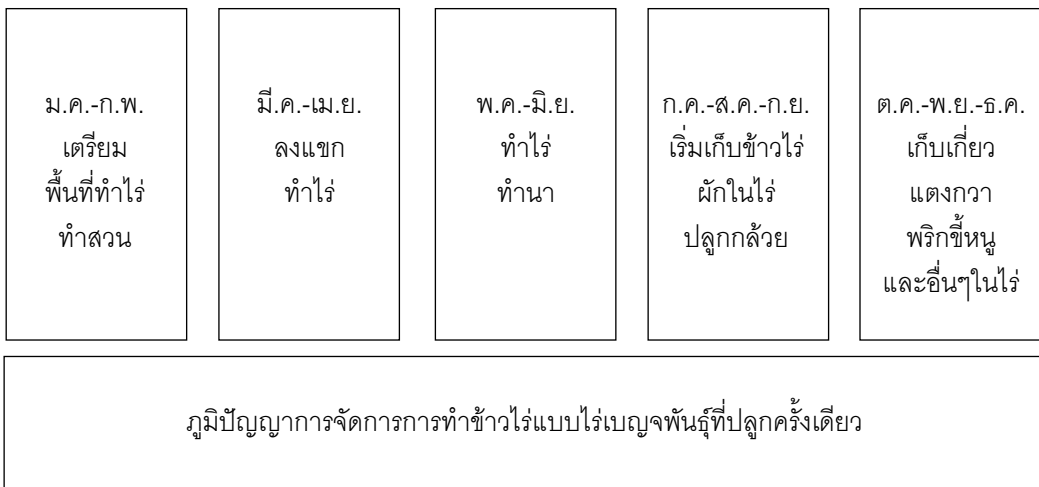 ม.ค.-ก.พ.
เตรียม
พื้นที่ทำไร่
ทำสวน
มี.ค.-เม.ย.
ลงแขก
ทำไร่
พ.ค.-มิ.ย.
ทำไร่
ทำนา
ก.ค.-ส.ค.-ก.ย.
เริ่มเก็บข้าวไร่
ผักในไร่
ปลูกกล้วย
ต.ค.-พ.ย.-ธ.ค.
เก็บเกี่ยว
แตงกวา
พริกขี้หนู
และอื่นๆในไร่
ภูมิปัญญาการจัดการการทำข้าวไร่แบบไร่เบญจพันธุ์ที่ปลูกครั้งเดียว